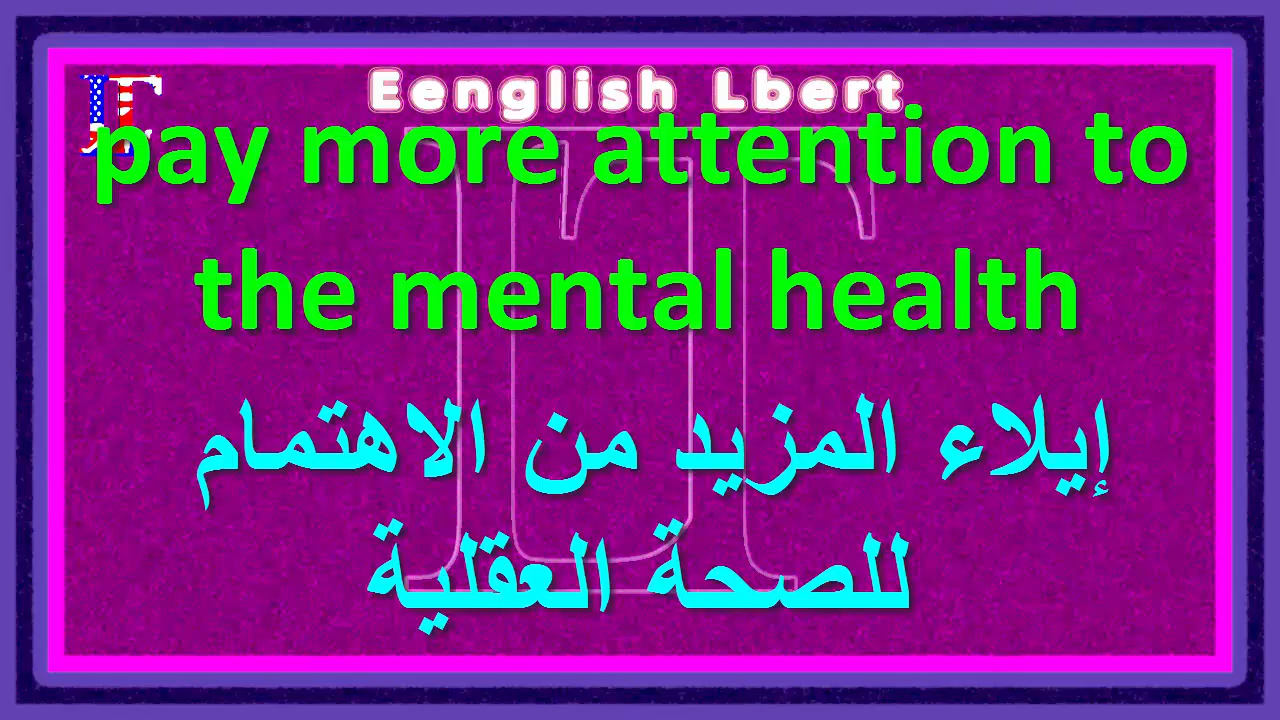 Eenglish Lbert
pay more attention to
the mental health
إيلاء المزيد من الاهتمام
للصحة العقلية